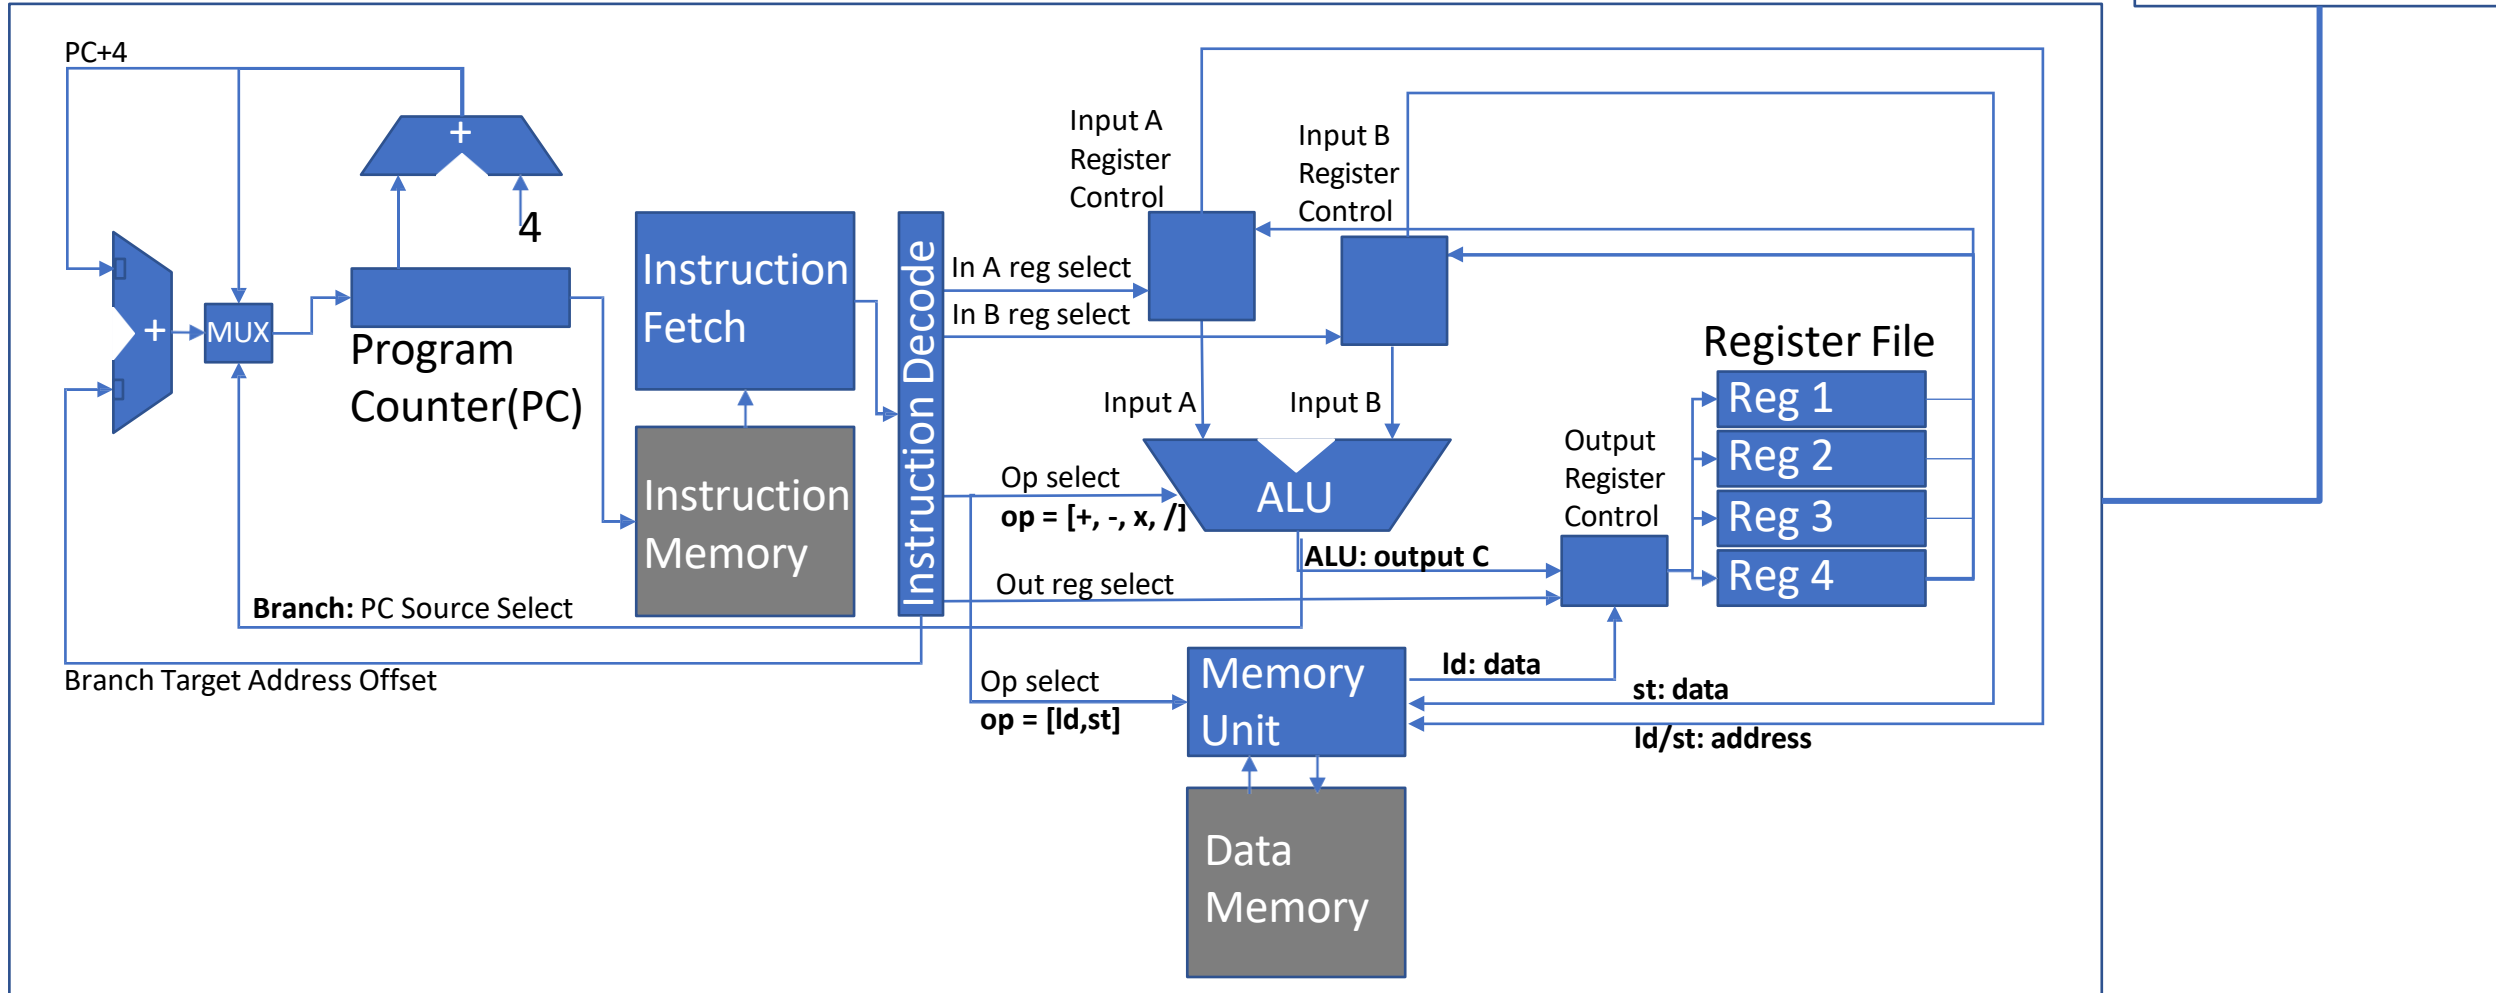 PC+4
+
4
+
MUX
Program
Counter(PC)
Instruction
Fetch
Instruction
Memory
Instruction Decode
Branch: PC Source Select
Branch Target Address Offset
Input A
Register
Control
Input B
Register
Control
In A reg select
In B reg select
Input A
Input B
Op select
op = [+, -, x, /]
ALU
ALU: output C
Out reg select
Output
Register
Control
Register File
Reg 1
Reg 2
Reg 3
Reg 4
Op select
op = [ld,st]
Memory
Unit
ld: data
st: data
ld/st: address
Data
Memory